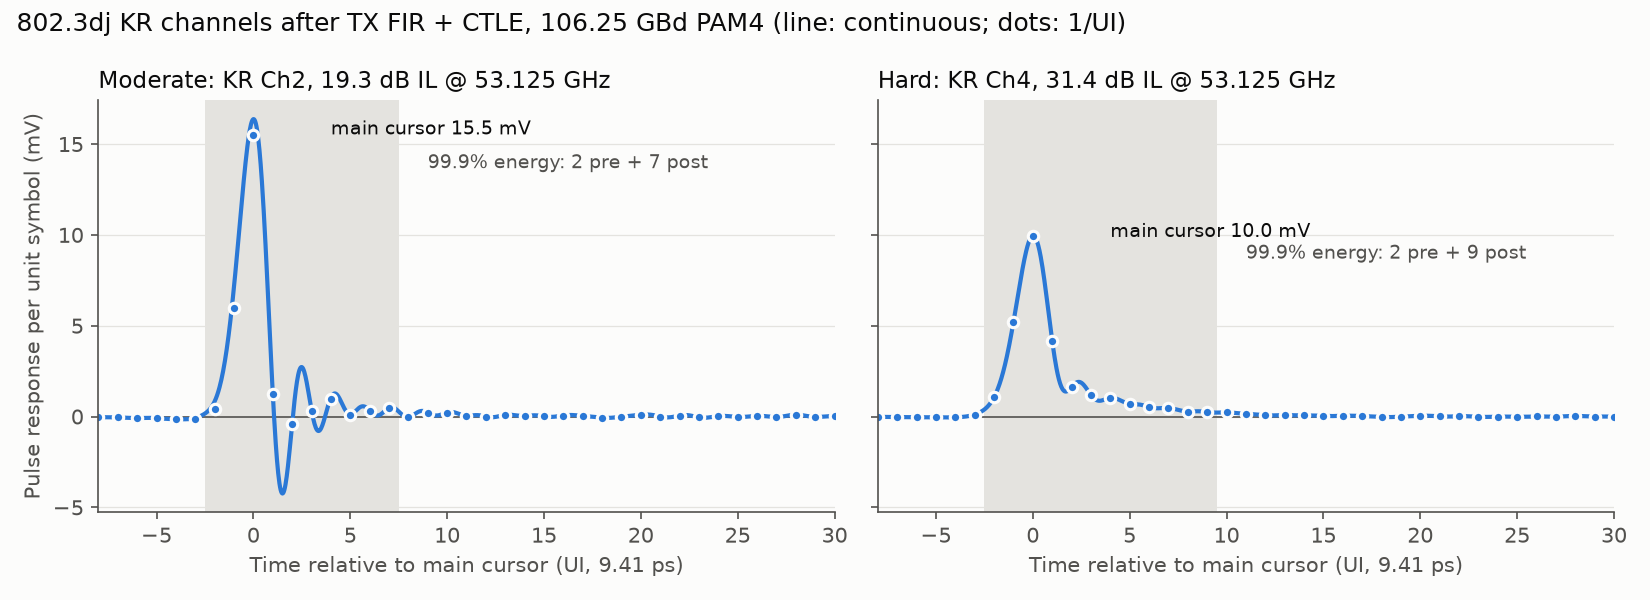 802.3dj KR channels after TX FIR + CTLE, 106.25 GBd PAM4 (line: continuous; dots: 1/UI)
Moderate: KR Ch2, 19.3 dB IL @ 53.125 GHz
Pulse response per unit symbol (mV)
15
10
5
0
−5
main cursor 15.5 mV
99.9% energy: 2 pre + 7 post
−5
0
5
10
15
20
25
30
Time relative to main cursor (UI, 9.41 ps)
Hard: KR Ch4, 31.4 dB IL @ 53.125 GHz
main cursor 10.0 mV
99.9% energy: 2 pre + 9 post
−5
0
5
10
15
20
25
30
Time relative to main cursor (UI, 9.41 ps)